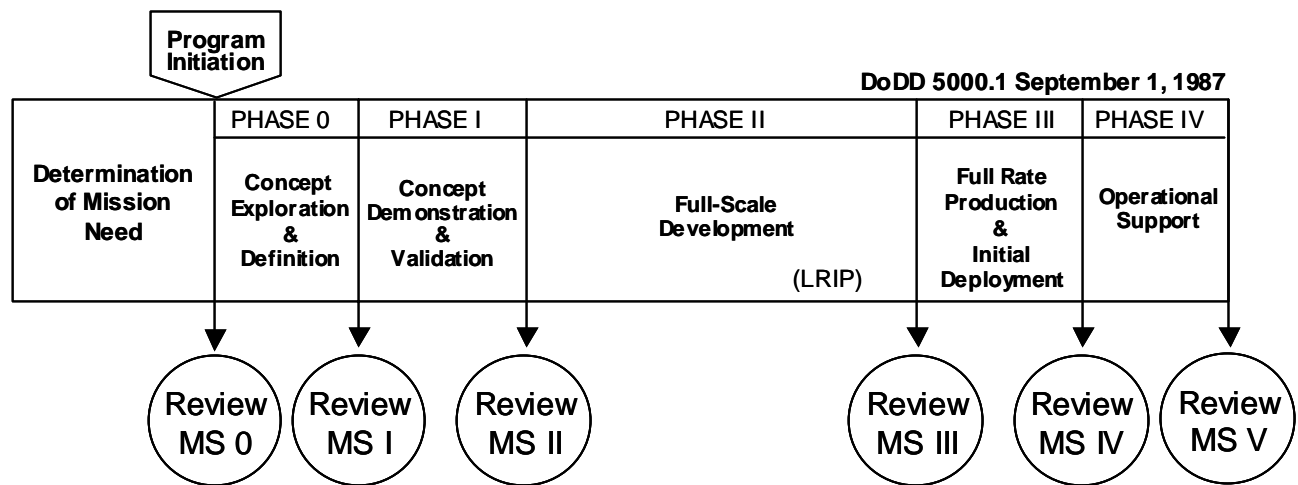 Program
Initiation
DoDD 5000.1 September 1, 1987
PHASE 0
PHASE I
PHASE II
PHASE III
PHASE IV
Determination
of Mission
Need
Concept
Exploration
&
Definition
Concept
Demonstration
&
Validation
Full-Scale
Development
(LRIP)
Full Rate
Production
&
Initial
Deployment
Operational
Support
Review
MS 0
Review
MS I
Review
MS II
Review
MS III
Review
MS IV
Review
MS V